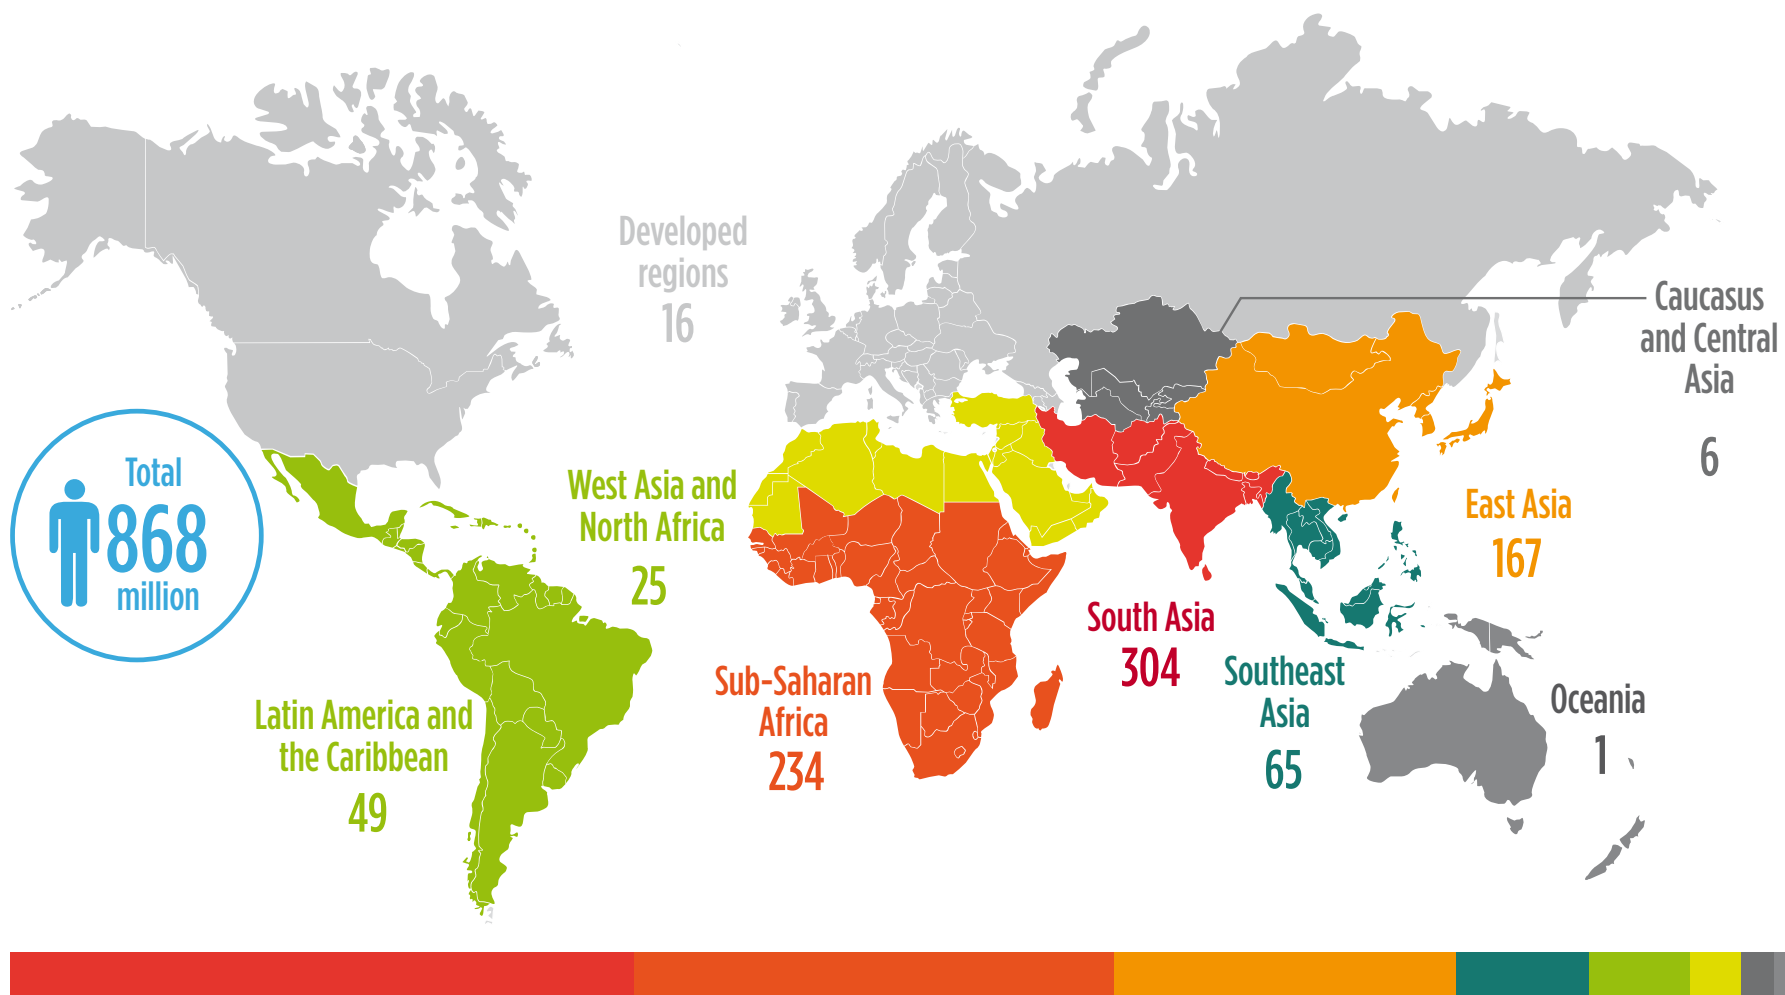 Developed
regions
16
Caucasus
and Central
Asia
6
Total
868
million
West Asia and
North Africa
25
East Asia
167
South Asia
304
Southeast
Asia
65
Sub-Saharan
Africa
234
Oceania
1
Latin America and
the Caribbean
49